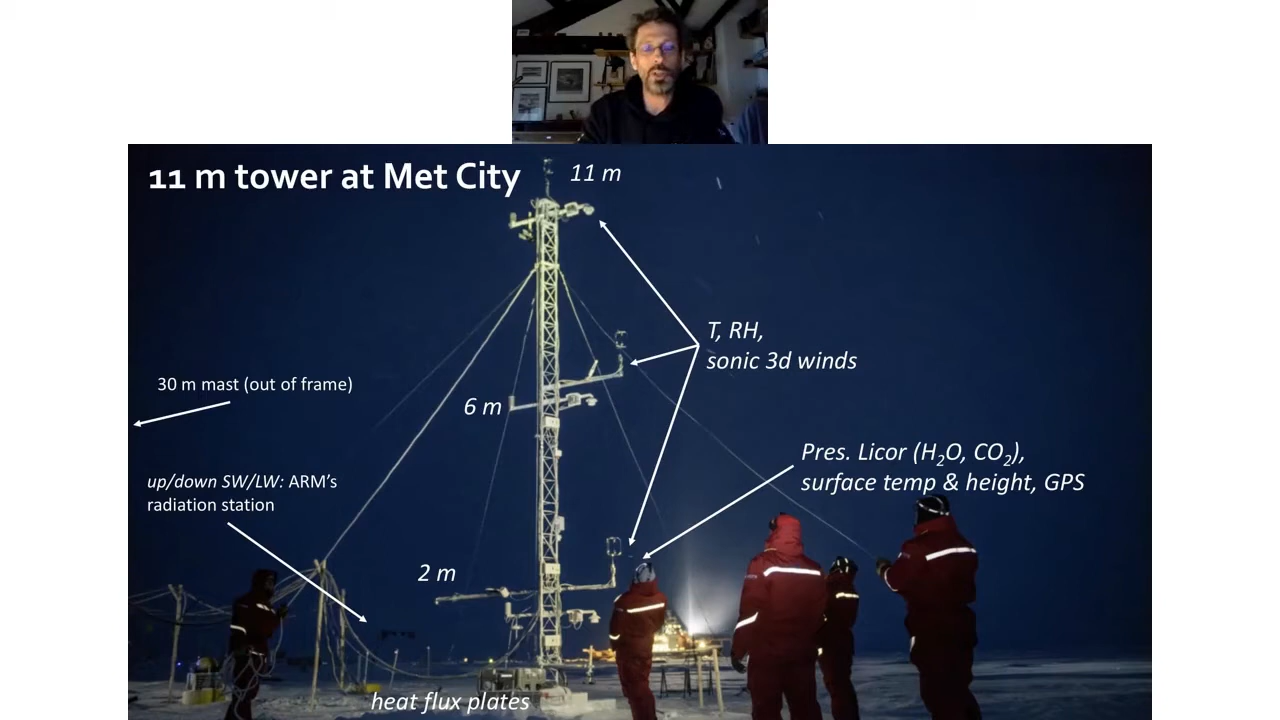 11 m tower at Met City
11 m
T, RH,
sonic 3d winds
30 m mast (out of frame)
6 m
Pres. Licor (H₂O, CO₂),
surface temp & height, GPS
up/down SW/LW: ARM's
radiation station
2 m
heat flux plates